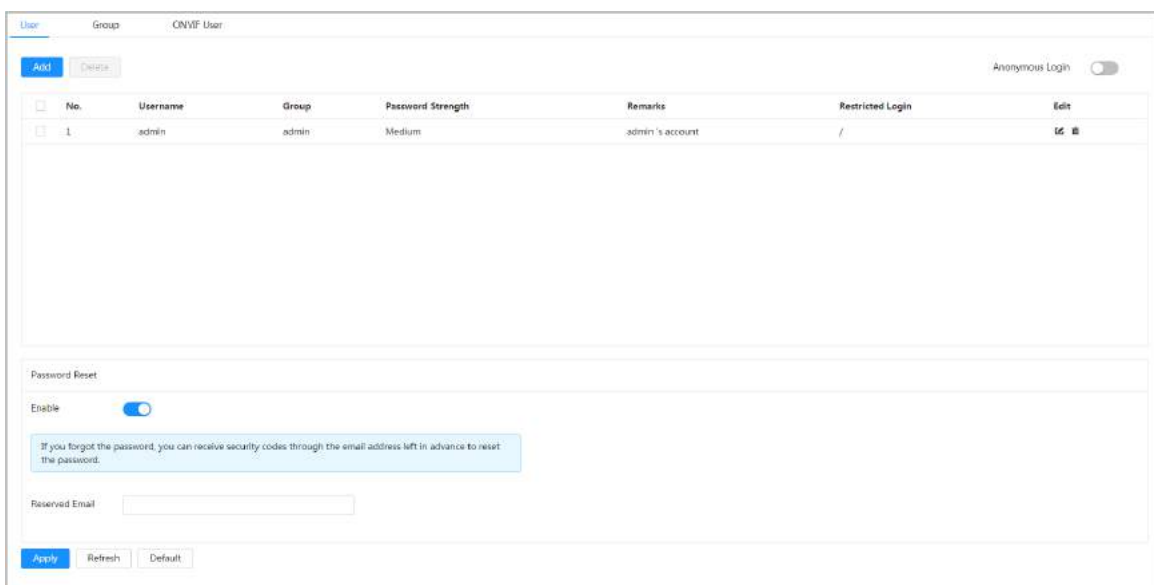 User Group ONVIF User
Add Delete Anonymous Login
No. Username Group Password Strength Remarks Restricted Login Edit
1 admin admin Medium admin 's account /
Password Reset
Enable
If you forgot the password, you can receive security codes through the email address left in advance to reset
the password.
Reserved Email
Apply Refresh Default